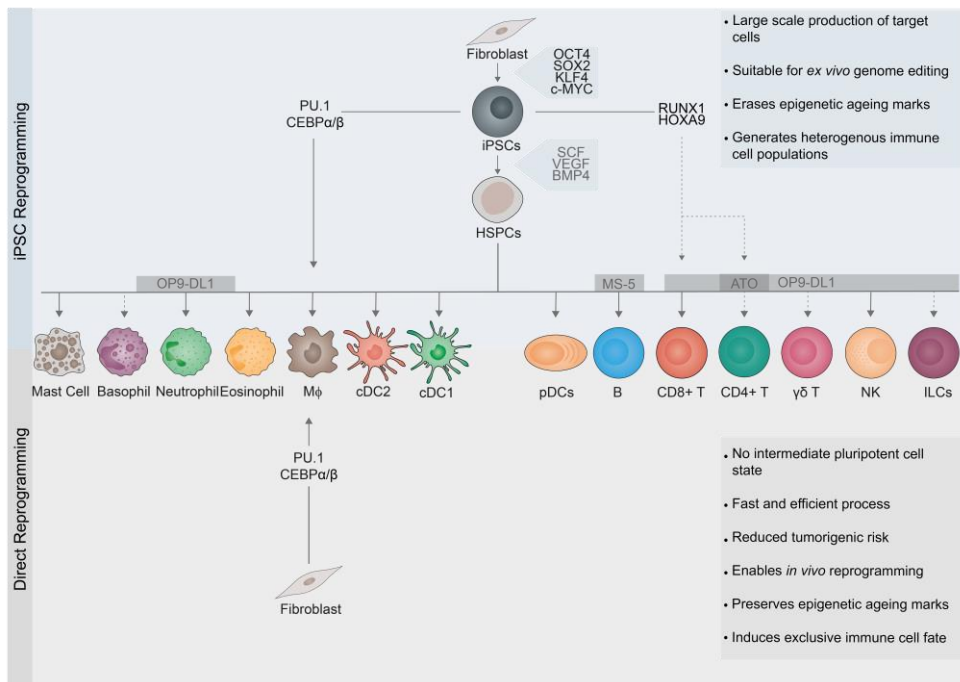 iPSC Reprogramming
Fibroblast
OCT4
SOX2
KLF4
c-MYC
• Large scale production of target
cells
• Suitable for ex vivo genome editing
• Erases epigenetic ageing marks
• Generates heterogenous immune
cell populations
PU.1
CEBPα/β
iPSCs
RUNX1
HOXA9
SCF
VEGF
BMP4
HSPCs
OP9-DL1
MS-5
ATO
OP9-DL1
Mast Cell
Basophil
Neutrophil
Eosinophil
Mϕ
cDC2
cDC1
pDCs
B
CD8+ T
CD4+ T
γδ T
NK
ILCs
Direct Reprogramming
PU.1
CEBPα/β
Fibroblast
• No intermediate pluripotent cell
state
• Fast and efficient process
• Reduced tumorigenic risk
• Enables in vivo reprogramming
• Preserves epigenetic ageing marks
• Induces exclusive immune cell fate